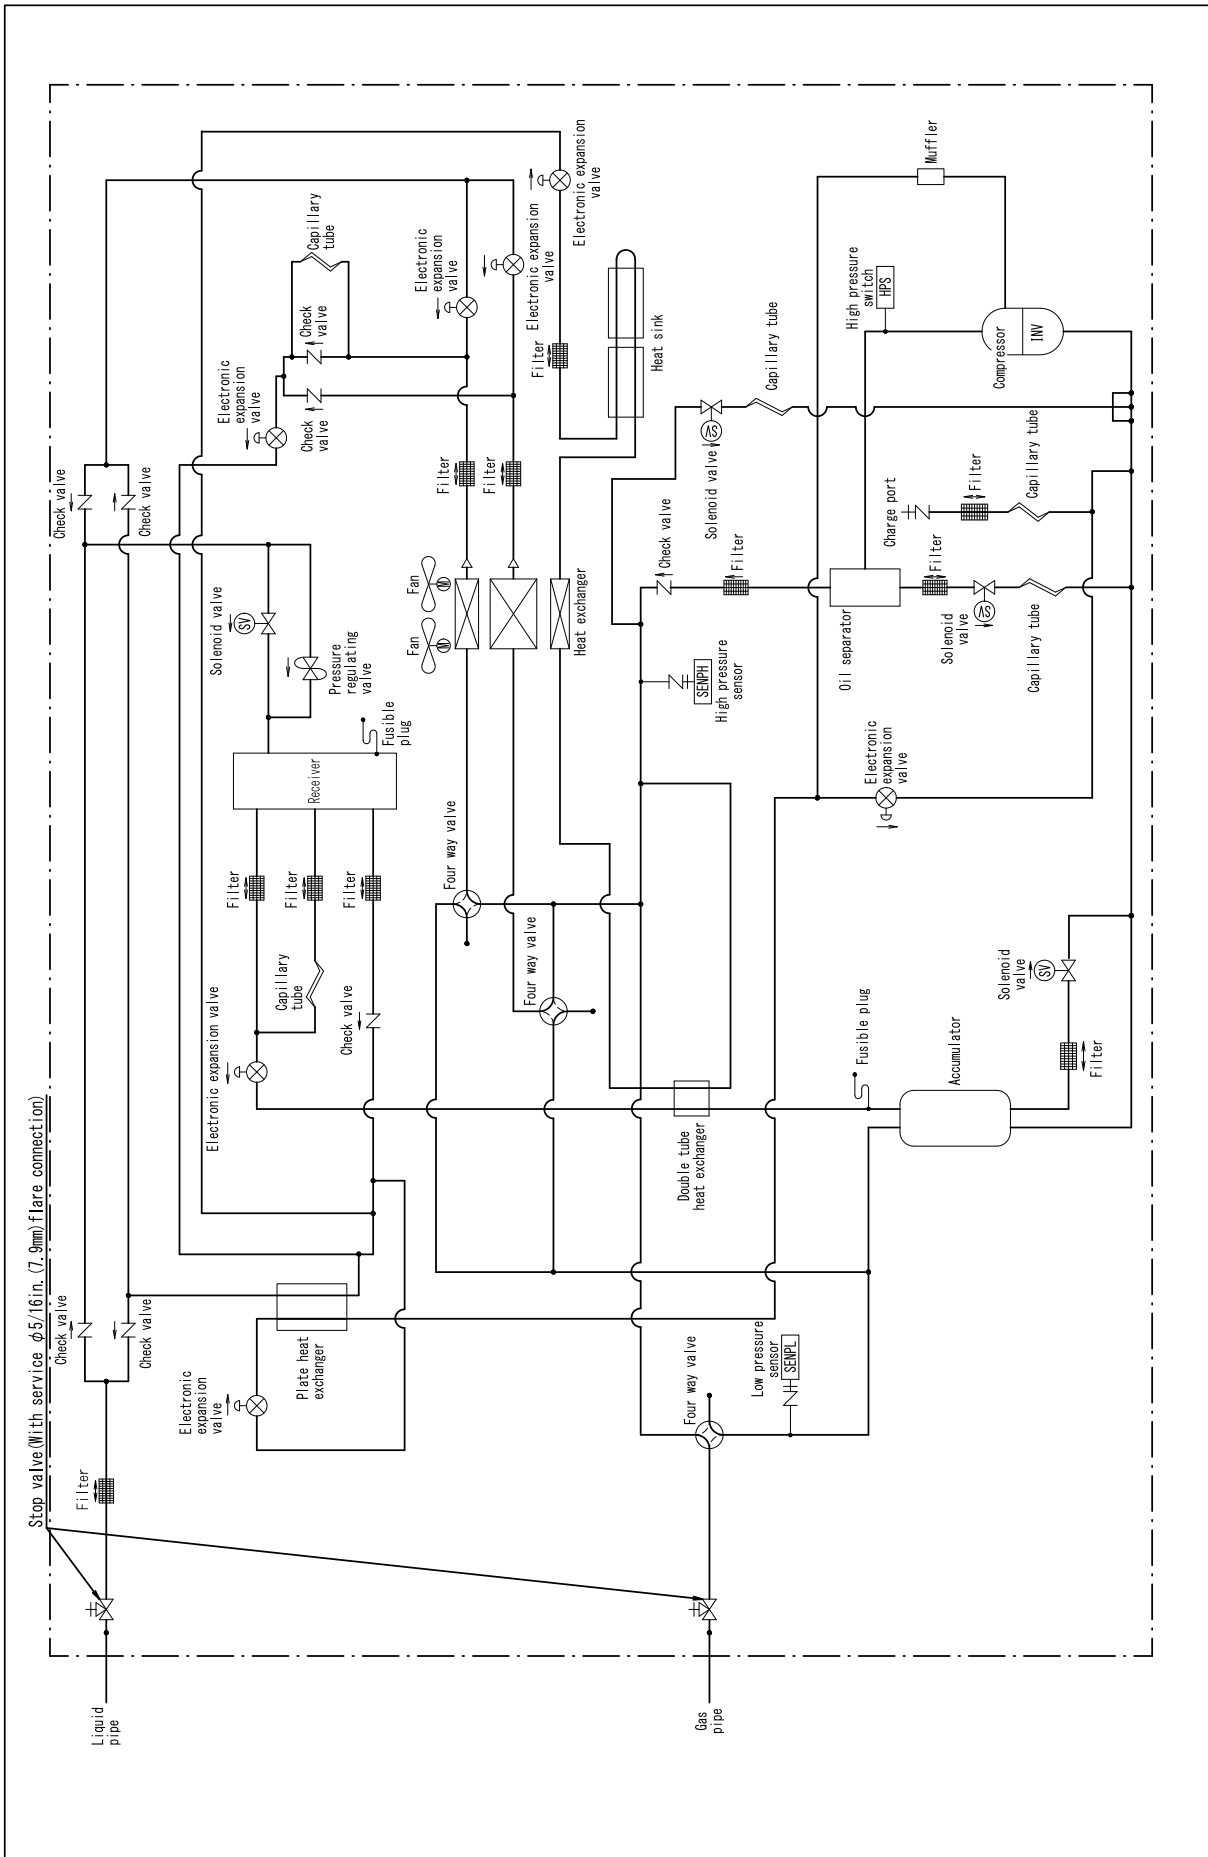 Stop valve(With service φ5/16in.(7.9mm)flare connection)
Liquid
pipe
Gas
pipe
Filter
Check valve
Check valve
Check valve
Check valve
Electronic
expansion
valve
Plate heat
exchanger
Electronic expansion valve
Capillary
tube
Check valve
Filter
Filter
Filter
Receiver
Fusible
plug
Solenoid valve
SV
Pressure
regulating
valve
Electronic
expansion
valve
Check
valve
Check
valve
Capillary
tube
Electronic
expansion
valve
Electronic expansion
valve
Electronic expansion
valve
Filter
Filter
Filter
Heat sink
Fan
M
Fan
M
Heat exchanger
Four way valve
Four way valve
Four way valve
Double tube
heat exchanger
Low pressure
sensor
SENPL
High pressure
sensor
SENPH
Check valve
Filter
Solenoid valve
SV
Capillary tube
Oil separator
Filter
Solenoid
valve
SV
Capillary tube
Charge port
Filter
Capillary tube
High pressure
switch
HPS
Compressor
INV
Muffler
Electronic
expansion
valve
Fusible plug
Accumulator
Filter
Solenoid
valve
SV